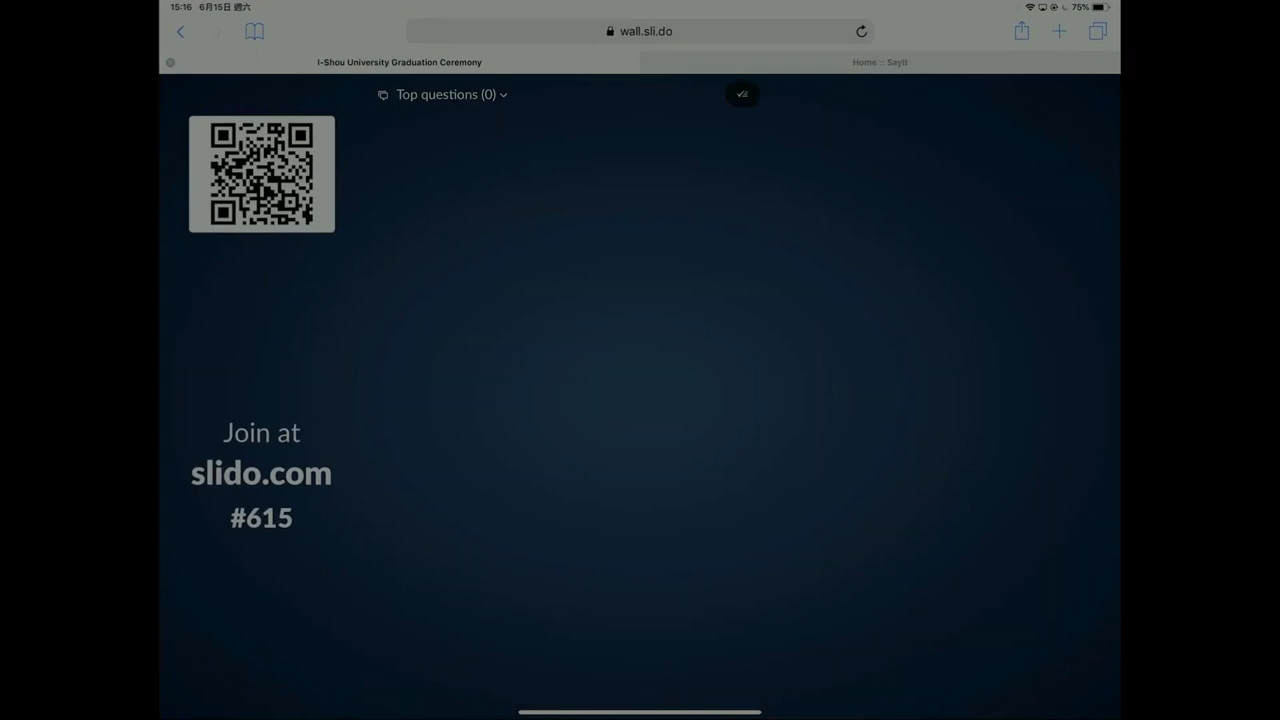 15:16 6月15日 週六
75%
wall.sli.do
I-Shou University Graduation Ceremony
Home :: SayIt
Top questions (0)
Join at
slido.com
#615